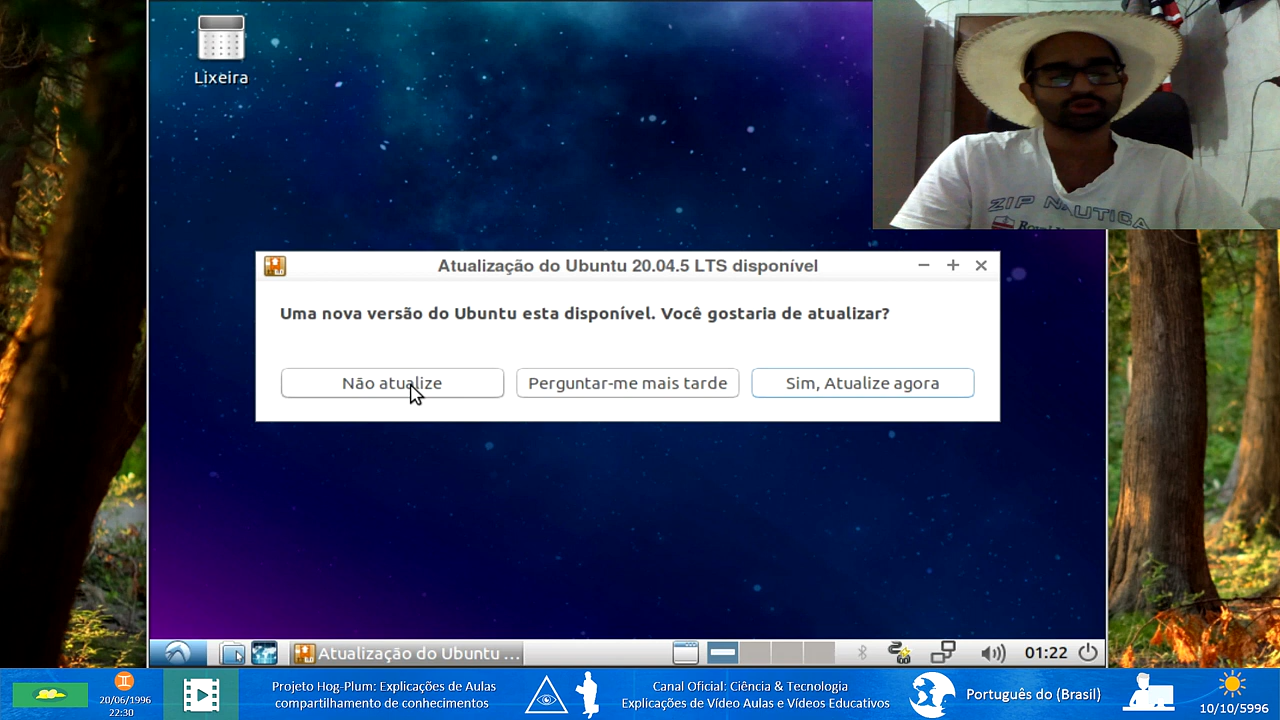 Lixeira
ZIP NAUTICA
Atualização do Ubuntu 20.04.5 LTS disponível
Uma nova versão do Ubuntu esta disponível. Você gostaria de atualizar?
Não atualize
Perguntar-me mais tarde
Sim, Atualize agora
Atualização do Ubuntu ...
01:22
20/06/1996
22:30
Projeto Hog-Plum: Explicações de Aulas
compartilhamento de conhecimentos
Canal Oficial: Ciência & Tecnologia
Explicações de Vídeo Aulas e Vídeos Educativos
Português do (Brasil)
10/10/5996